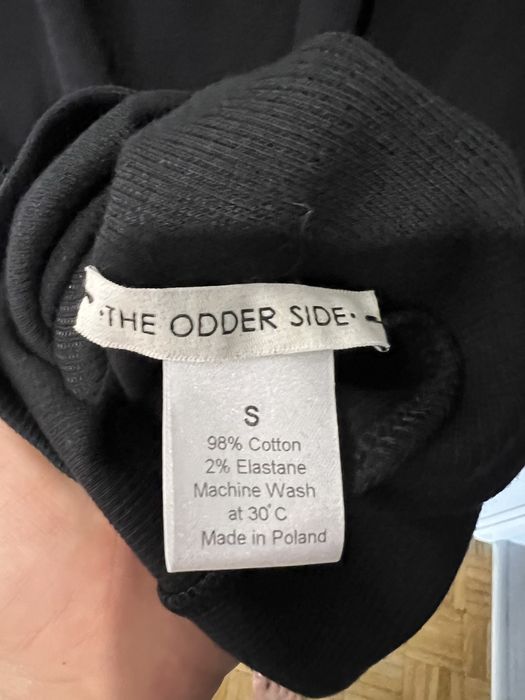 ·THE ODDER SIDE·
S
98% Cotton
2% Elastane
Machine Wash
at 30°C
Made in Poland